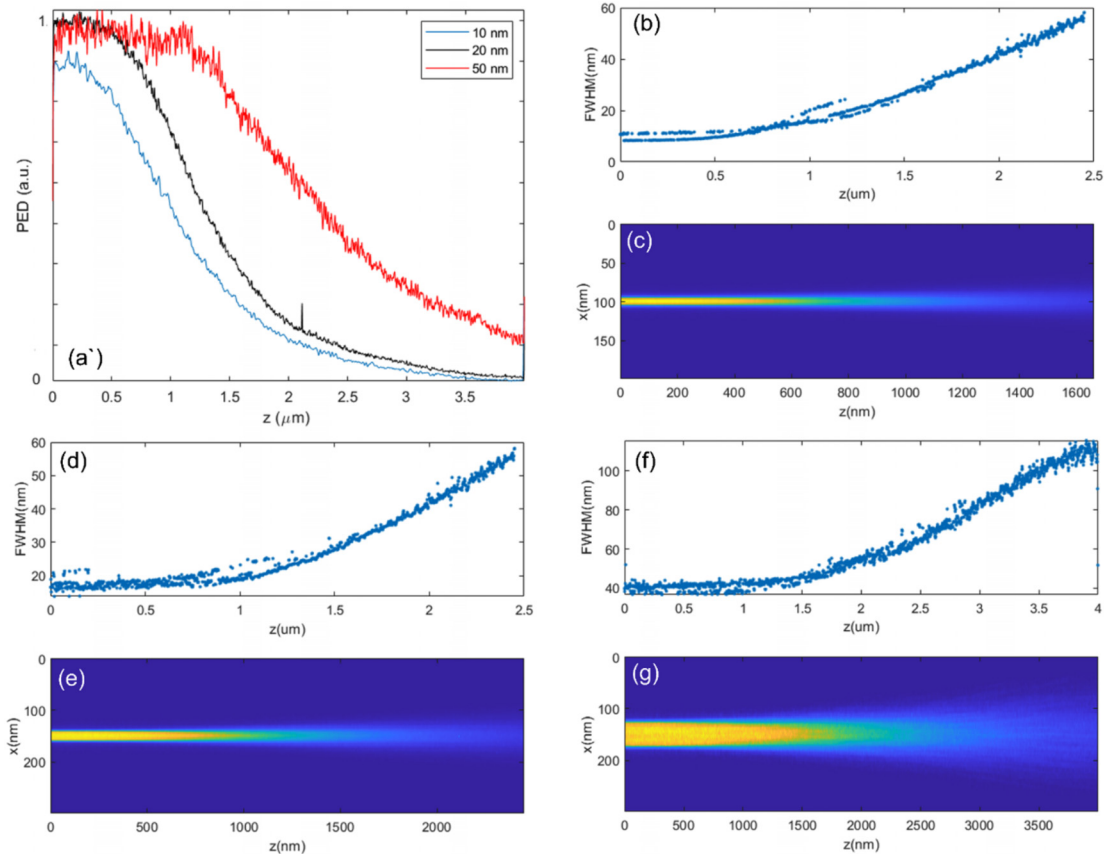 1
10 nm
20 nm
50 nm
PED (a.u.)
(a`)
0
0 0.5 1 1.5 2 2.5 3 3.5
z (μm)
(b)
60
40
20
0
FWHM(nm)
0 0.5 1 1.5 2 2.5
z(um)
(c)
0
50
100
150
x(nm)
0 200 400 600 800 1000 1200 1400 1600
z(nm)
(d)
60
50
40
30
20
FWHM(nm)
0 0.5 1 1.5 2 2.5
z(um)
(f)
100
80
60
40
FWHM(nm)
0 0.5 1 1.5 2 2.5 3 3.5 4
z(um)
(e)
0
100
200
x(nm)
0 500 1000 1500 2000
z(nm)
(g)
0
100
200
300
x(nm)
0 500 1000 1500 2000 2500 3000 3500 4000
z(nm)